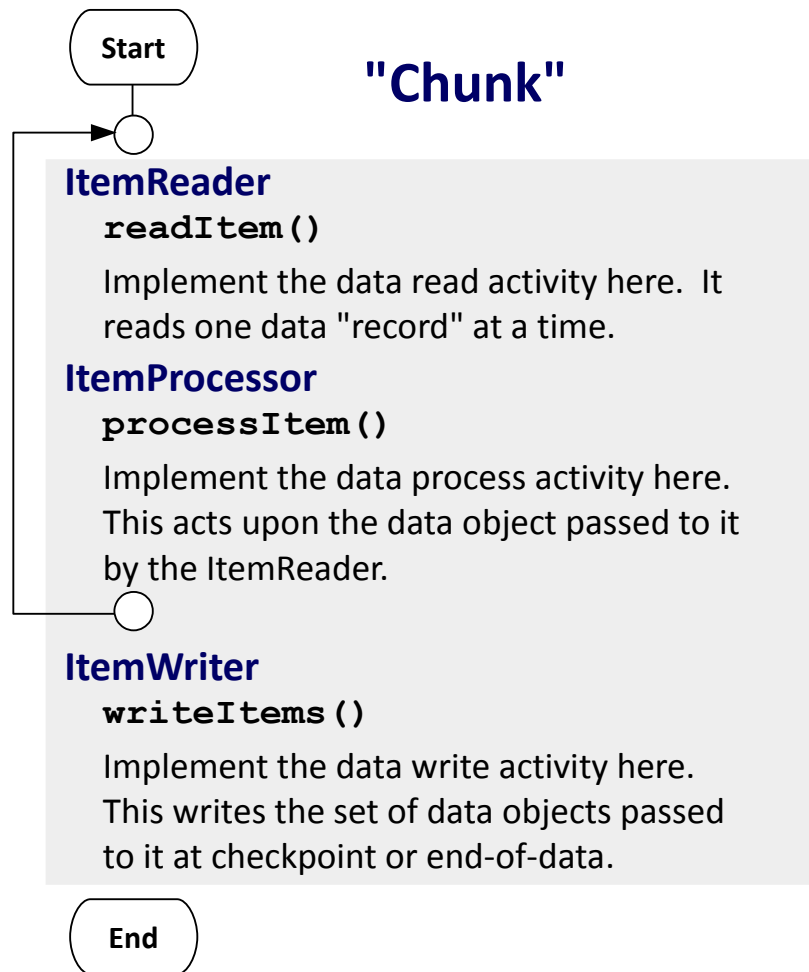 Start
"Chunk"
ItemReader
readItem()
Implement the data read activity here.  It
reads one data "record" at a time.
ItemProcessor
processItem()
Implement the data process activity here.
This acts upon the data object passed to it
by the ItemReader.
ItemWriter
writeItems()
Implement the data write activity here.
This writes the set of data objects passed
to it at checkpoint or end-of-data.
End